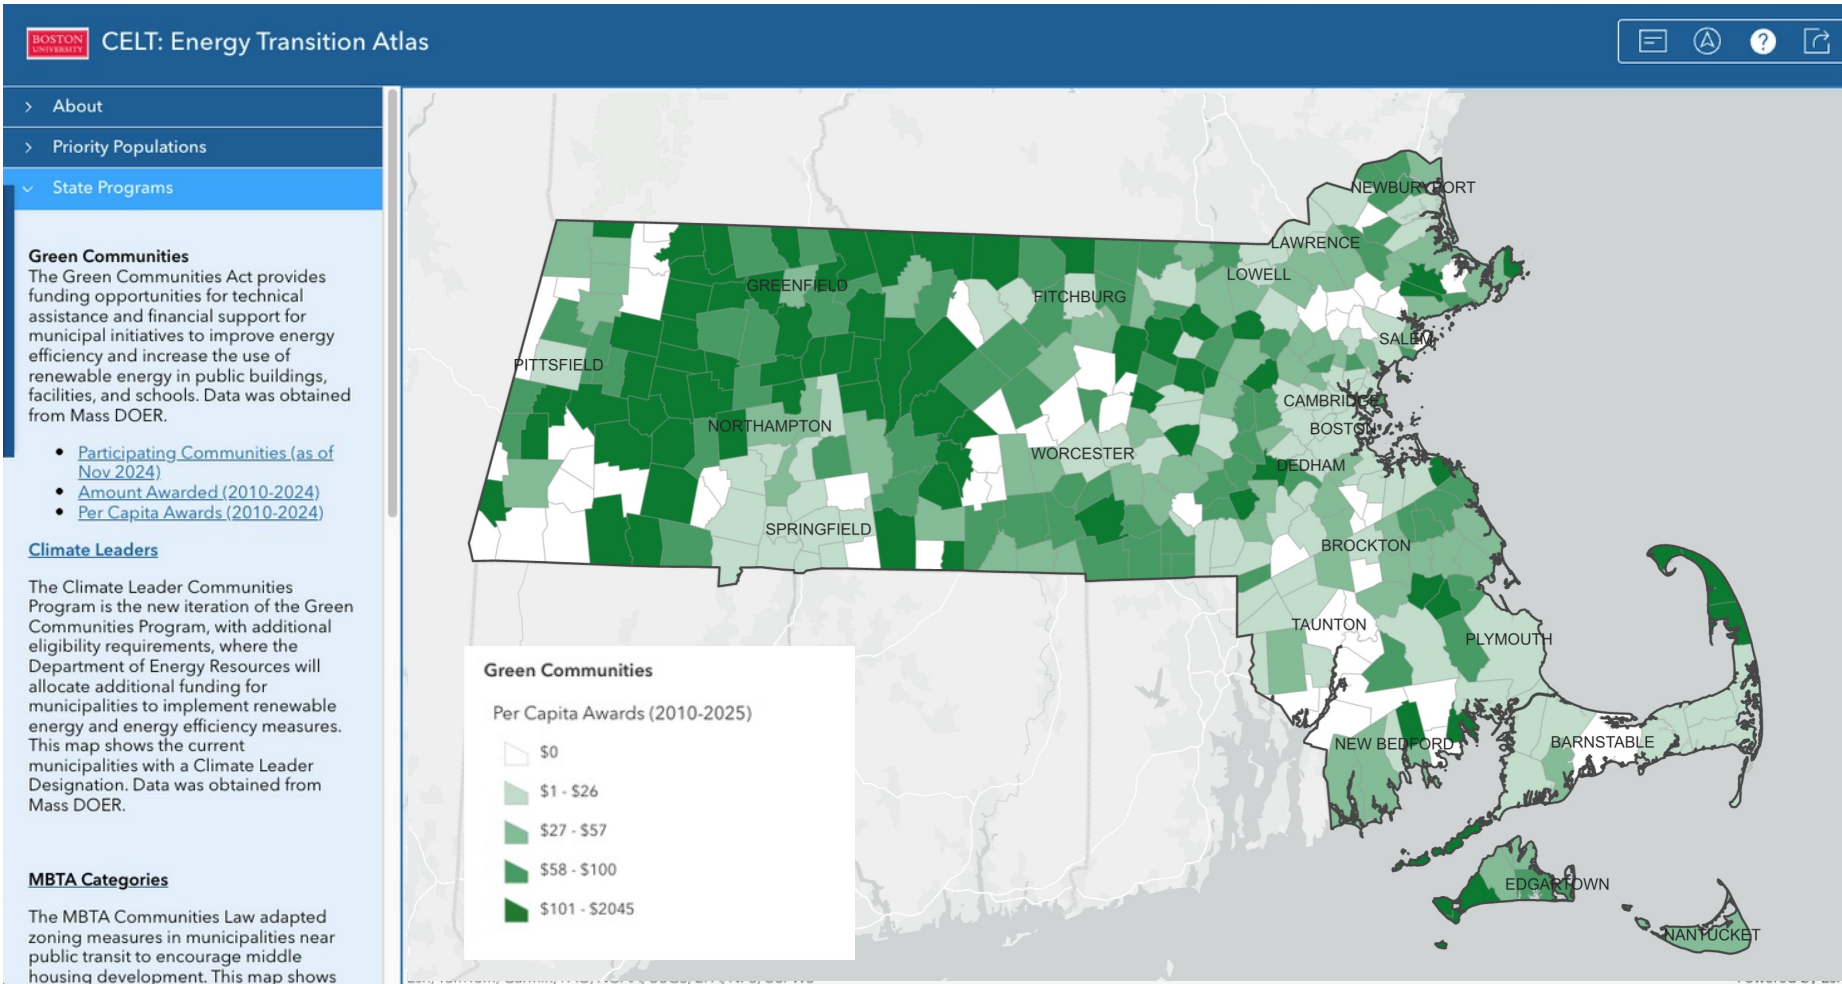 BOSTON
UNIVERSITY
CELT: Energy Transition Atlas
?
About
Priority Populations
State Programs
Green Communities
The Green Communities Act provides
funding opportunities for technical
assistance and financial support for
municipal initiatives to improve energy
efficiency and increase the use of
renewable energy in public buildings,
facilities, and schools. Data was obtained
from Mass DOER.
• Participating Communities (as of
Nov 2024)
• Amount Awarded (2010-2024)
• Per Capita Awards (2010-2024)
Climate Leaders
The Climate Leader Communities
Program is the new iteration of the Green
Communities Program, with additional
eligibility requirements, where the
Department of Energy Resources will
allocate additional funding for
municipalities to implement renewable
energy and energy efficiency measures.
This map shows the current
municipalities with a Climate Leader
Designation. Data was obtained from
Mass DOER.
MBTA Categories
The MBTA Communities Law adapted
zoning measures in municipalities near
public transit to encourage middle
housing development. This map shows
NEWBURYPORT
LAWRENCE
LOWELL
GREENFIELD
FITCHBURG
SALEM
PITTSFIELD
CAMBRIDGE
NORTHAMPTON
BOSTON
WORCESTER
DEDHAM
SPRINGFIELD
BROCKTON
TAUNTON
PLYMOUTH
NEW BEDFORD
BARNSTABLE
EDGARTOWN
NANTUCKET
Green Communities
Per Capita Awards (2010-2025)
$0
$1 - $26
$27 - $57
$58 - $100
$101 - $2045